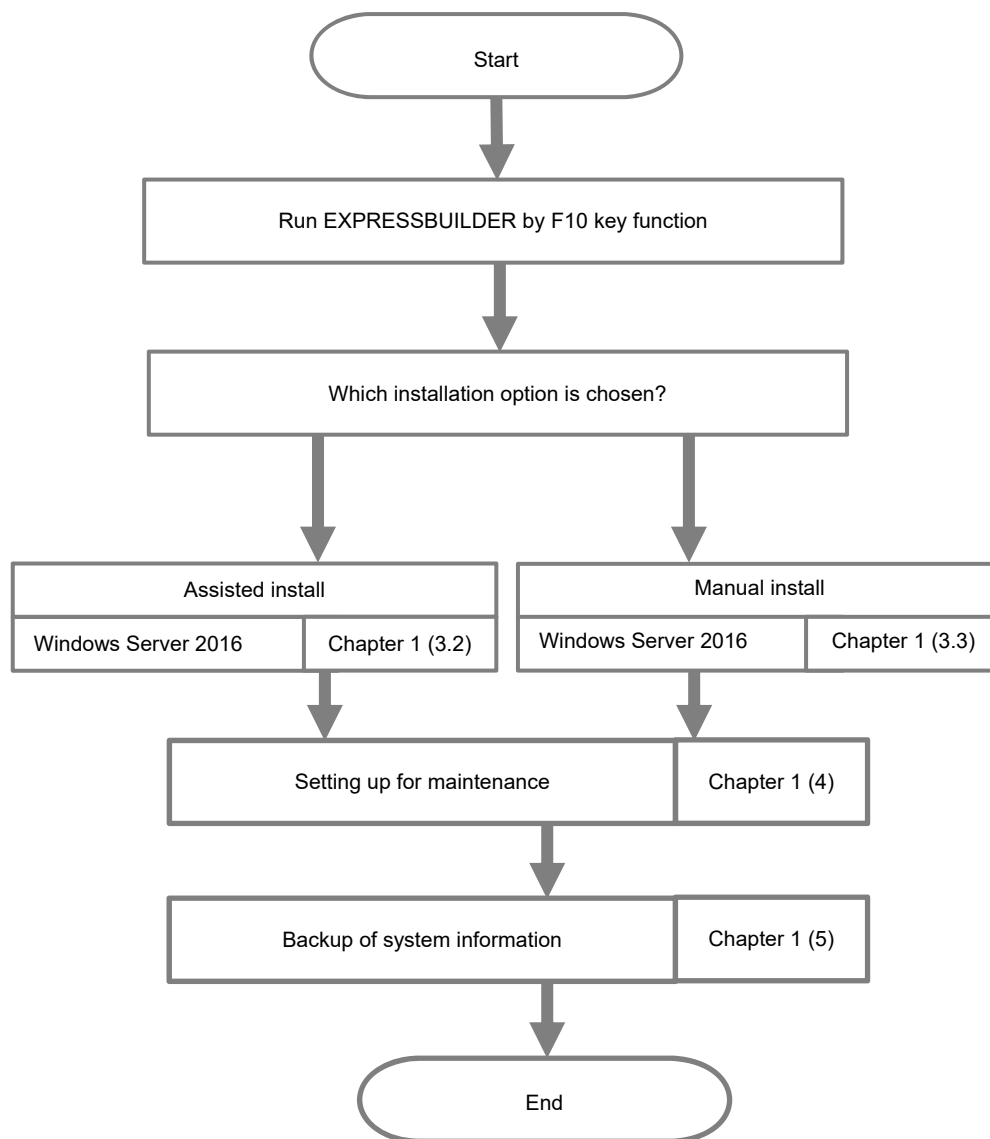 Start
Run EXPRESSBUILDER by F10 key function
Which installation option is chosen?
Assisted install
Windows Server 2016
Chapter 1 (3.2)
Manual install
Windows Server 2016
Chapter 1 (3.3)
Setting up for maintenance
Chapter 1 (4)
Backup of system information
Chapter 1 (5)
End